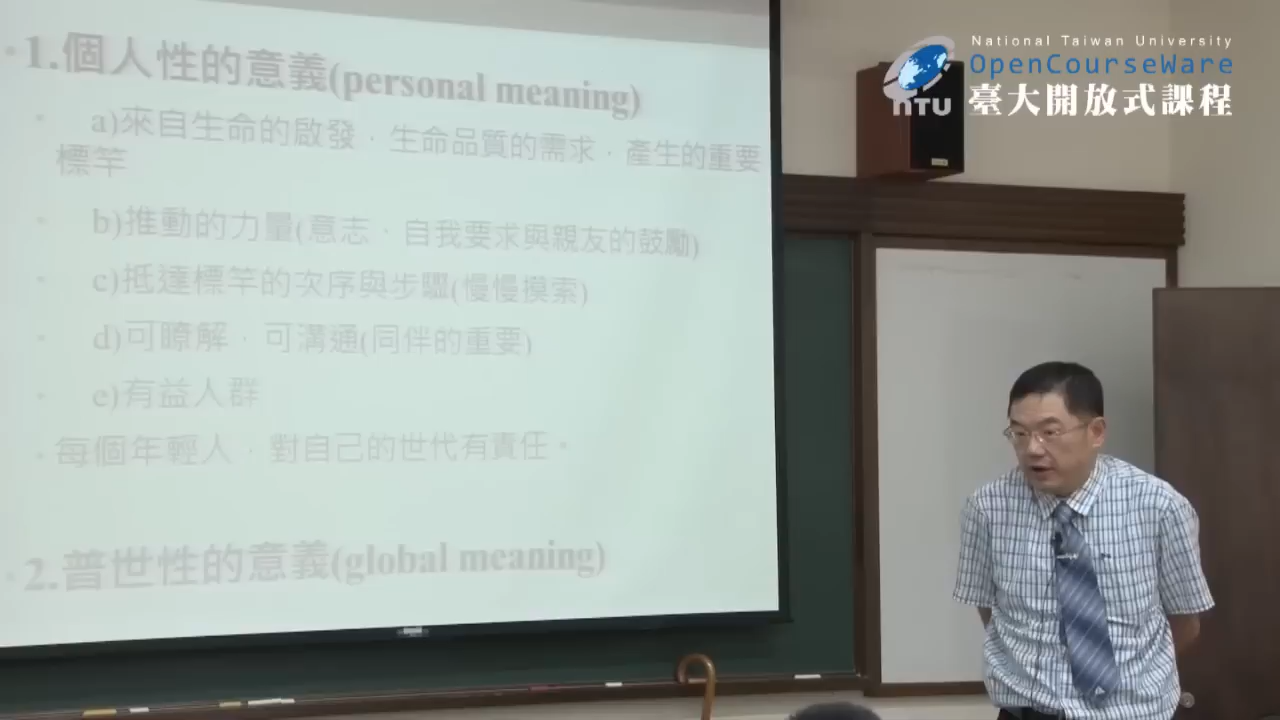 National Taiwan University
OpenCourseWare
NTU 臺大開放式課程
1.個人性的意義(personal meaning)
a)來自生命的啟發,生命品質的需求,產生的重要
標竿
b)推動的力量(意志、自我要求與親友的鼓勵)
c)抵達標竿的次序與步驟(慢慢摸索)
d)可瞭解,可溝通(同伴的重要)
e)有益人群
每個年輕人,對自己的世代有責任。
2.普世性的意義(global meaning)